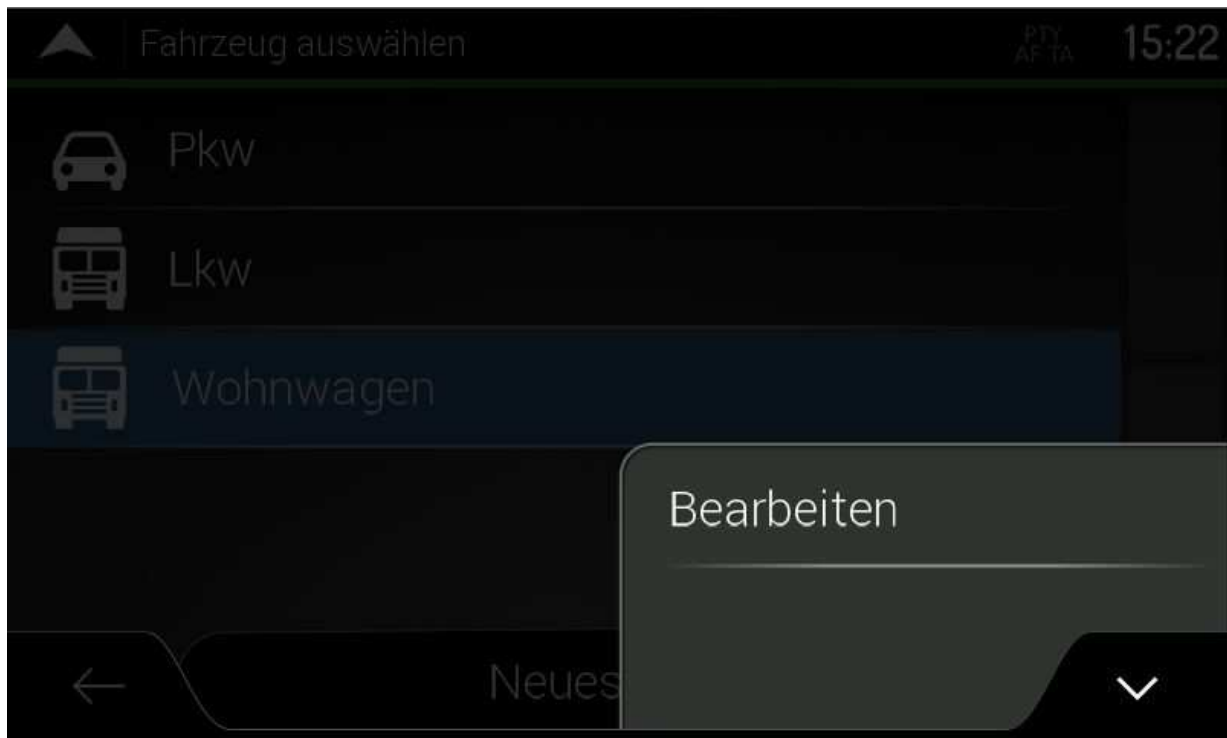 Fahrzeug auswählen
PTY
AF TA
15:22
Pkw
Lkw
Wohnwagen
Bearbeiten
Neues